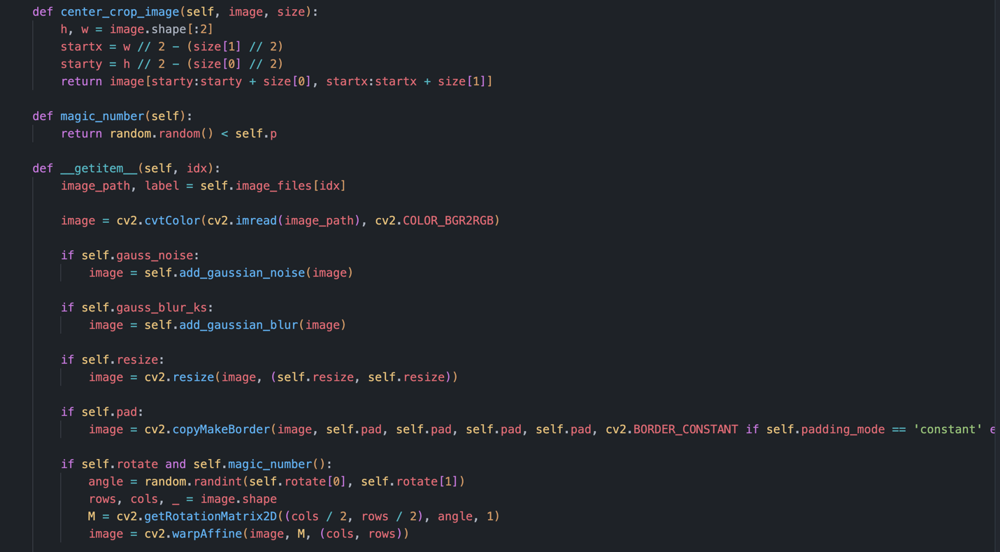 def center_crop_image(self, image, size):
    h, w = image.shape[:2]
    startx = w // 2 - (size[1] // 2)
    starty = h // 2 - (size[0] // 2)
    return image[starty:starty + size[0], startx:startx + size[1]]

def magic_number(self):
    return random.random() < self.p

def __getitem__(self, idx):
    image_path, label = self.image_files[idx]

    image = cv2.cvtColor(cv2.imread(image_path), cv2.COLOR_BGR2RGB)

    if self.gauss_noise:
        image = self.add_gaussian_noise(image)

    if self.gauss_blur_ks:
        image = self.add_gaussian_blur(image)

    if self.resize:
        image = cv2.resize(image, (self.resize, self.resize))

    if self.pad:
        image = cv2.copyMakeBorder(image, self.pad, self.pad, self.pad, self.pad, cv2.BORDER_CONSTANT if self.padding_mode == 'constant' e

    if self.rotate and self.magic_number():
        angle = random.randint(self.rotate[0], self.rotate[1])
        rows, cols, _ = image.shape
        M = cv2.getRotationMatrix2D((cols / 2, rows / 2), angle, 1)
        image = cv2.warpAffine(image, M, (cols, rows))